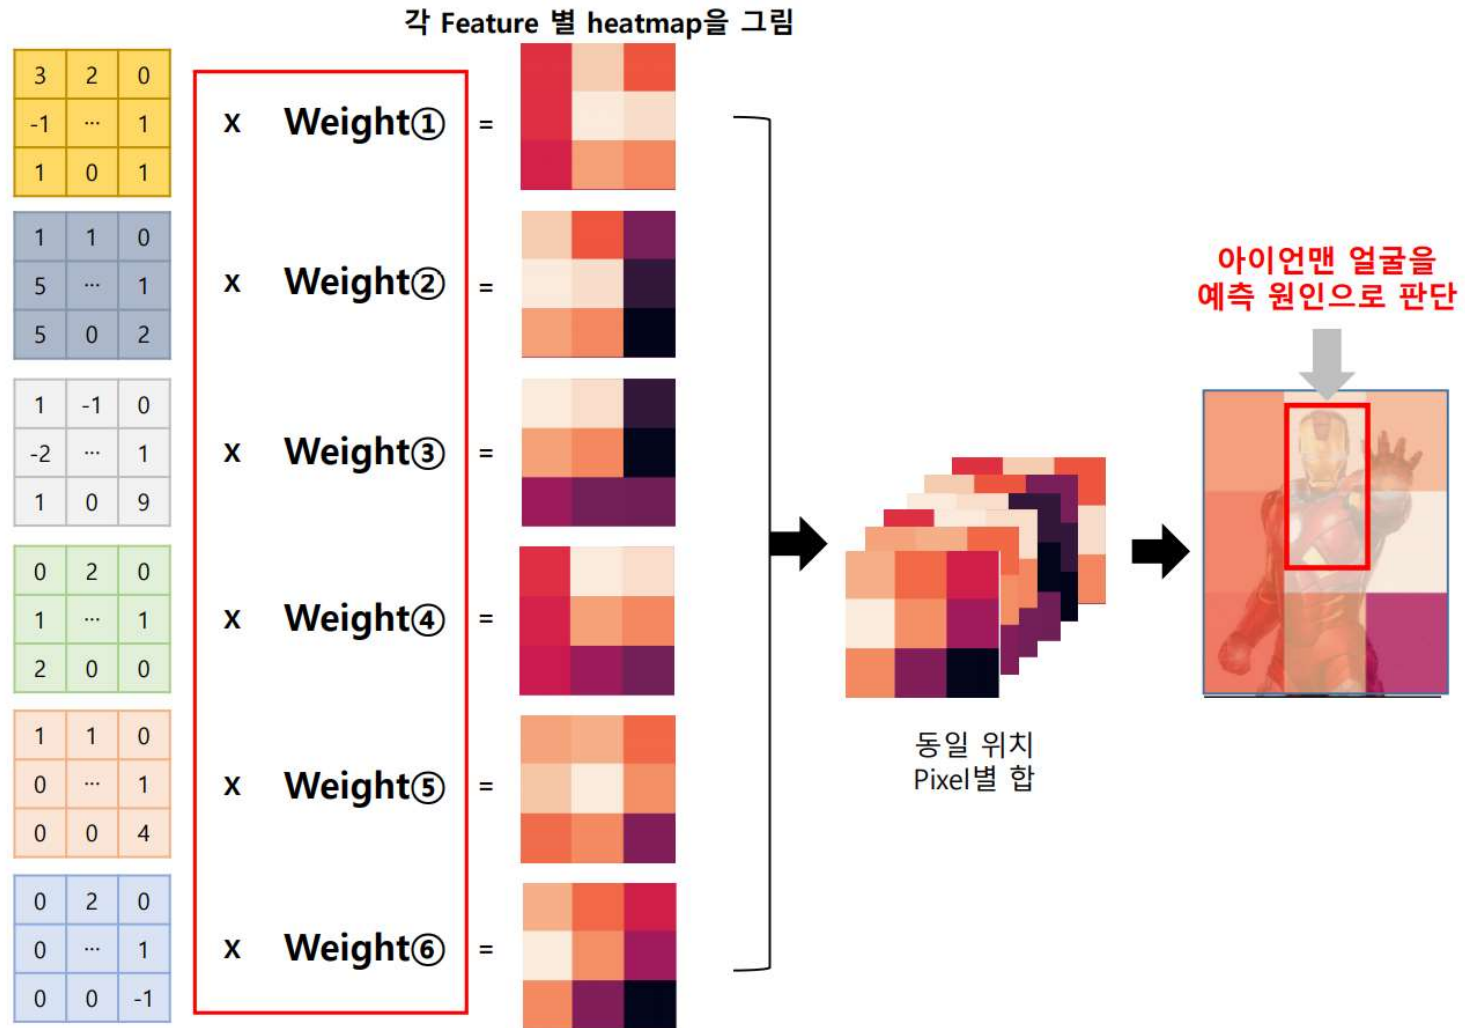 각 Feature 별 heatmap을 그림
3 2 0
-1 ... 1
1 0 1
x Weight① =
1 1 0
5 ... 1
5 0 2
x Weight② =
1 -1 0
-2 ... 1
1 0 9
x Weight③ =
0 2 0
1 ... 1
2 0 0
x Weight④ =
1 1 0
0 ... 1
0 0 4
x Weight⑤ =
0 2 0
0 ... 1
0 0 -1
x Weight⑥ =
동일 위치
Pixel별 합
아이언맨 얼굴을
예측 원인으로 판단